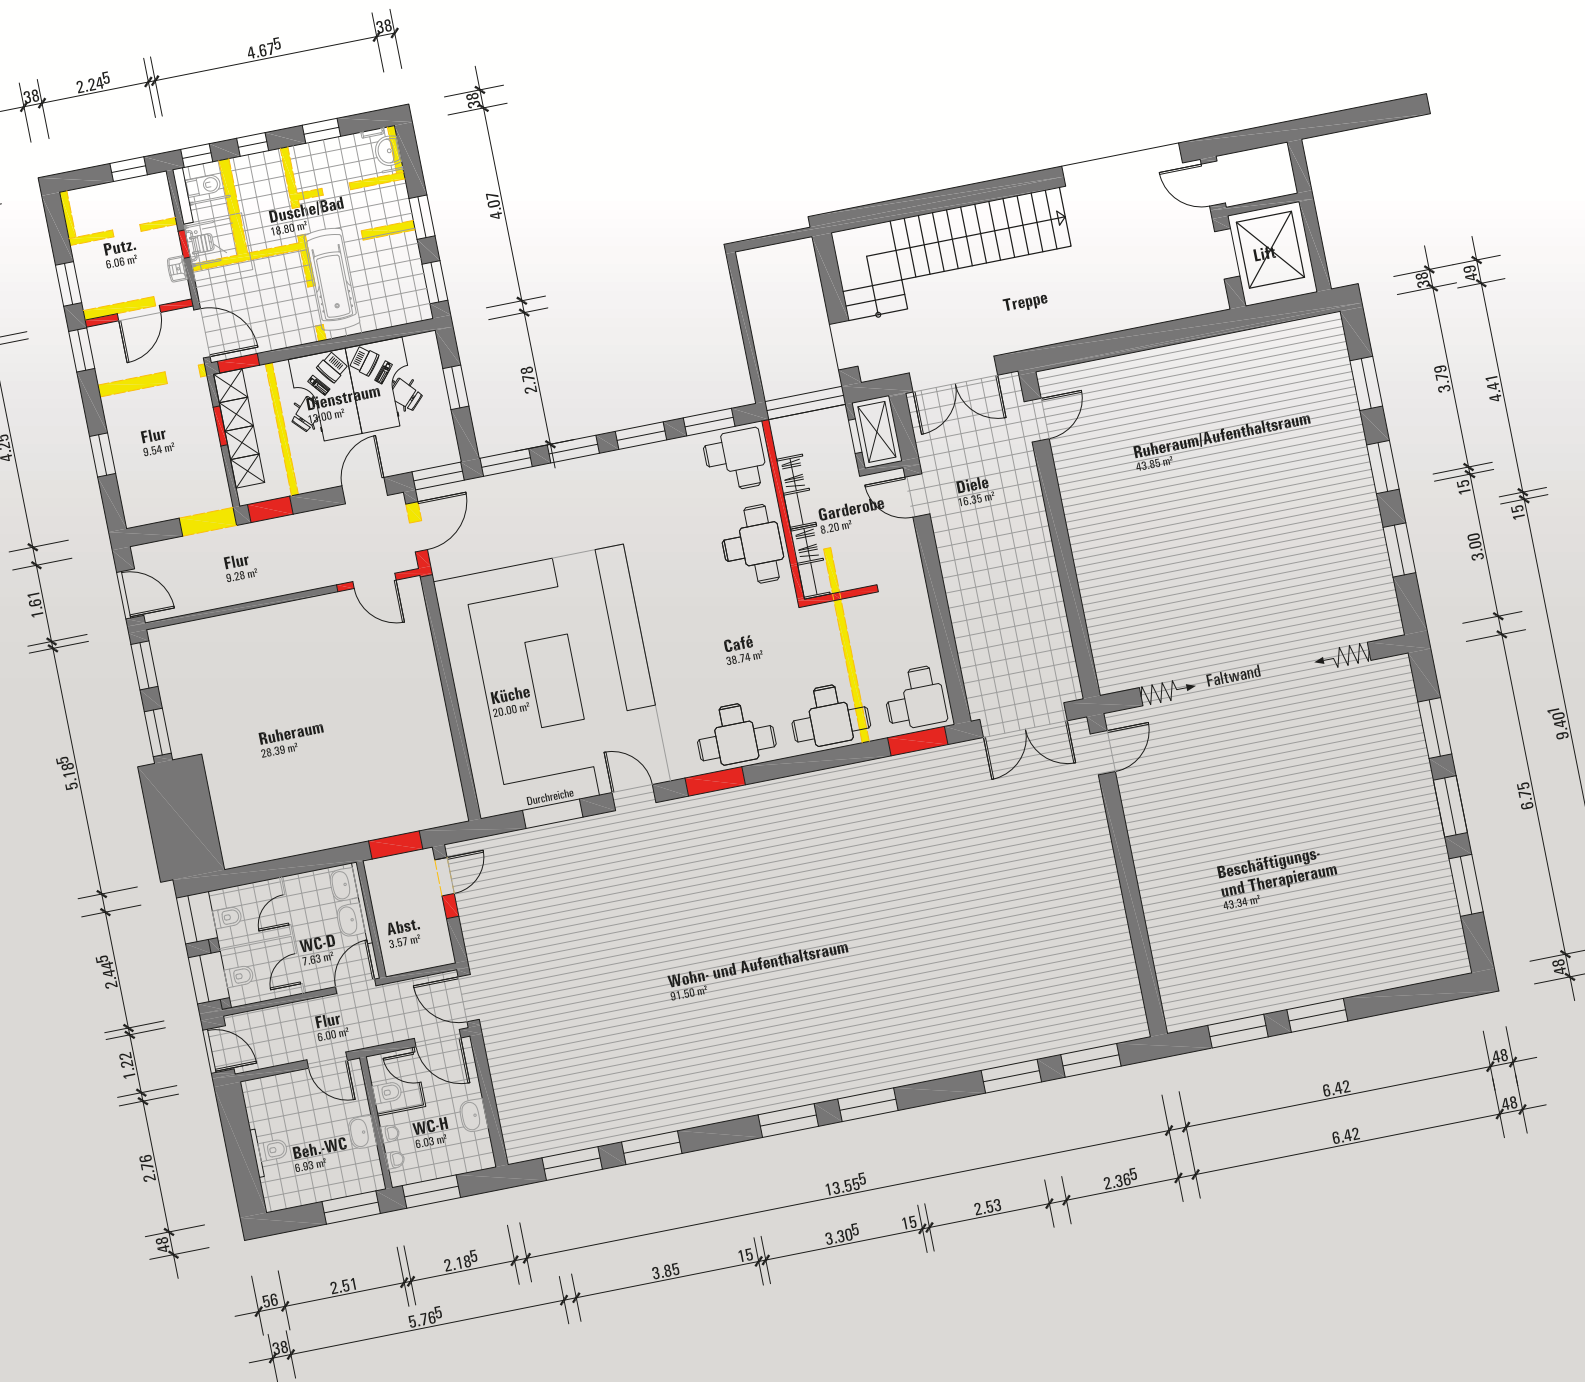 38
2.24⁵
4.67⁵
38
38
4.07
2.78
Putz.
6.06 m²
Dusche/Bad
18.80 m²
Treppe
Lift
Dienstraum
13.00 m²
Flur
9.54 m²
4.25
38
49
3.79
4.41
Ruheraum/Aufenthaltsraum
43.85 m²
Diele
16.35 m²
Garderobe
8.20 m²
15
15
3.00
Flur
9.28 m²
1.61
Café
38.74 m²
Küche
20.00 m²
Faltwand
Ruheraum
28.39 m²
5.18⁵
9.40¹
6.75
Durchreiche
Beschäftigungs-
und Therapieraum
43.34 m²
Abst.
3.57 m²
WC-D
7.63 m²
Wohn- und Aufenthaltsraum
91.50 m²
2.44⁵
48
Flur
6.00 m²
1.22
Beh.-WC
6.93 m²
WC-H
6.03 m²
2.76
48
48
6.42
48
6.42
13.55⁵
2.36⁵
2.53
15
3.30⁵
15
3.85
2.18⁵
2.51
56
5.76⁵
38